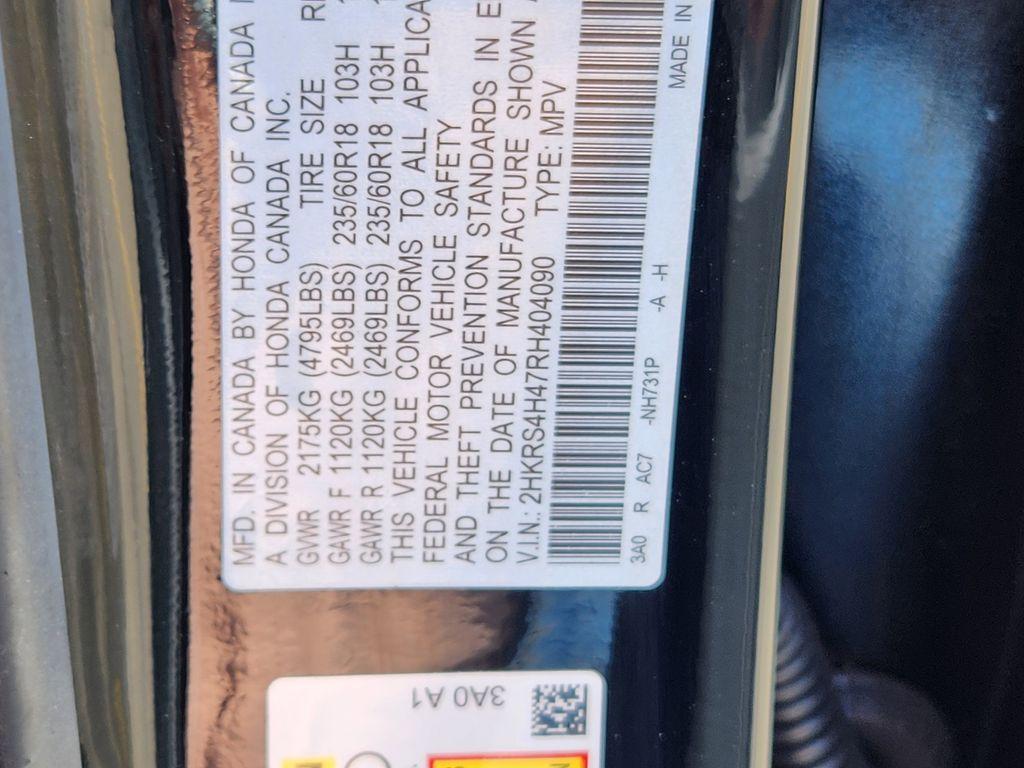 MFD. IN CANADA BY HONDA OF CANADA
A DIVISION OF HONDA CANADA INC.
GWWR 2175KG (4795LBS) TIRE SIZE RI
GAWR F 1120KG (2469LBS) 235/60R18 103H
GAWR R 1120KG (2469LBS) 235/60R18 103H
THIS VEHICLE CONFORMS TO ALL APPLICA
FEDERAL MOTOR VEHICLE SAFETY
AND THEFT PREVENTION STANDARDS IN E
ON THE DATE OF MANUFACTURE SHOWN
V.I.N.: 2HKRS4H47RH404090 TYPE: MPV
3A0 R AC7 -NH731P -A -H MADE IN
3A0 A1